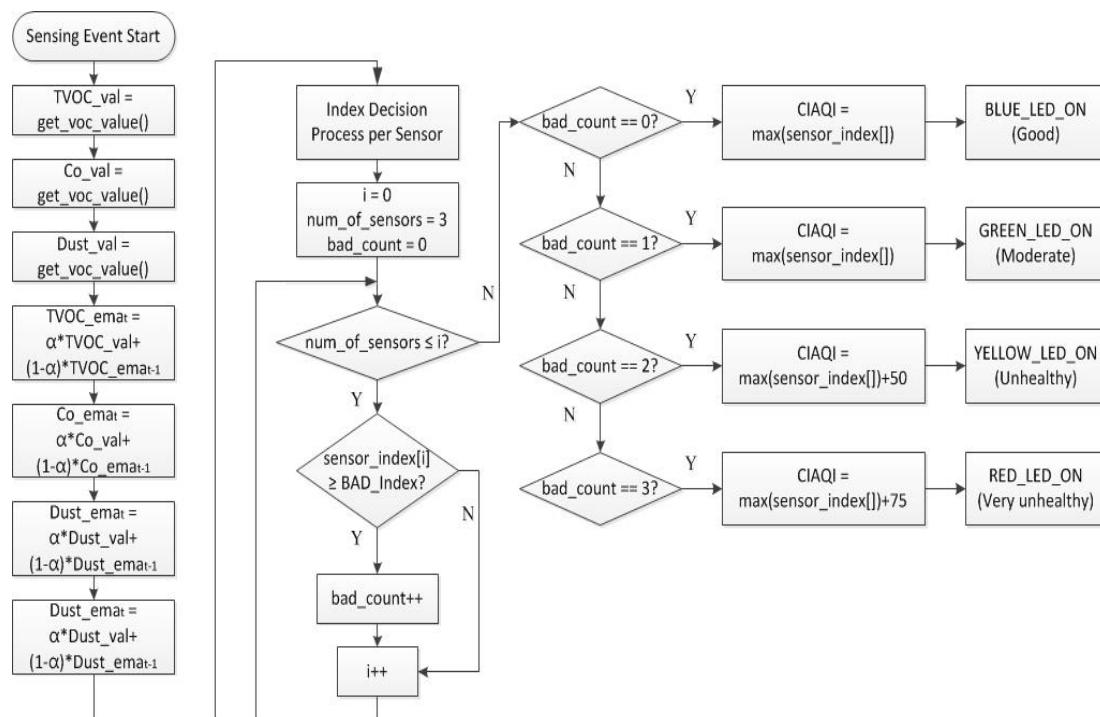 Sensing Event Start
TVOC_val =
get_voc_value()
Co_val =
get_voc_value()
Dust_val =
get_voc_value()
TVOC_emat =
α*TVOC_val+
(1-α)*TVOC_emat-1
Co_emat =
α*Co_val+
(1-α)*Co_emat-1
Dust_emat =
α*Dust_val+
(1-α)*Dust_emat-1
Dust_emat =
α*Dust_val+
(1-α)*Dust_emat-1
Index Decision
Process per Sensor
i = 0
num_of_sensors = 3
bad_count = 0
num_of_sensors ≤ i?
N
Y
sensor_index[i]
≥ BAD_Index?
N
Y
bad_count++
i++
bad_count == 0?
Y
N
CIAQI =
max(sensor_index[])
BLUE_LED_ON
(Good)
bad_count == 1?
Y
N
CIAQI =
max(sensor_index[])
GREEN_LED_ON
(Moderate)
bad_count == 2?
Y
N
CIAQI =
max(sensor_index[])+50
YELLOW_LED_ON
(Unhealthy)
bad_count == 3?
Y
CIAQI =
max(sensor_index[])+75
RED_LED_ON
(Very unhealthy)